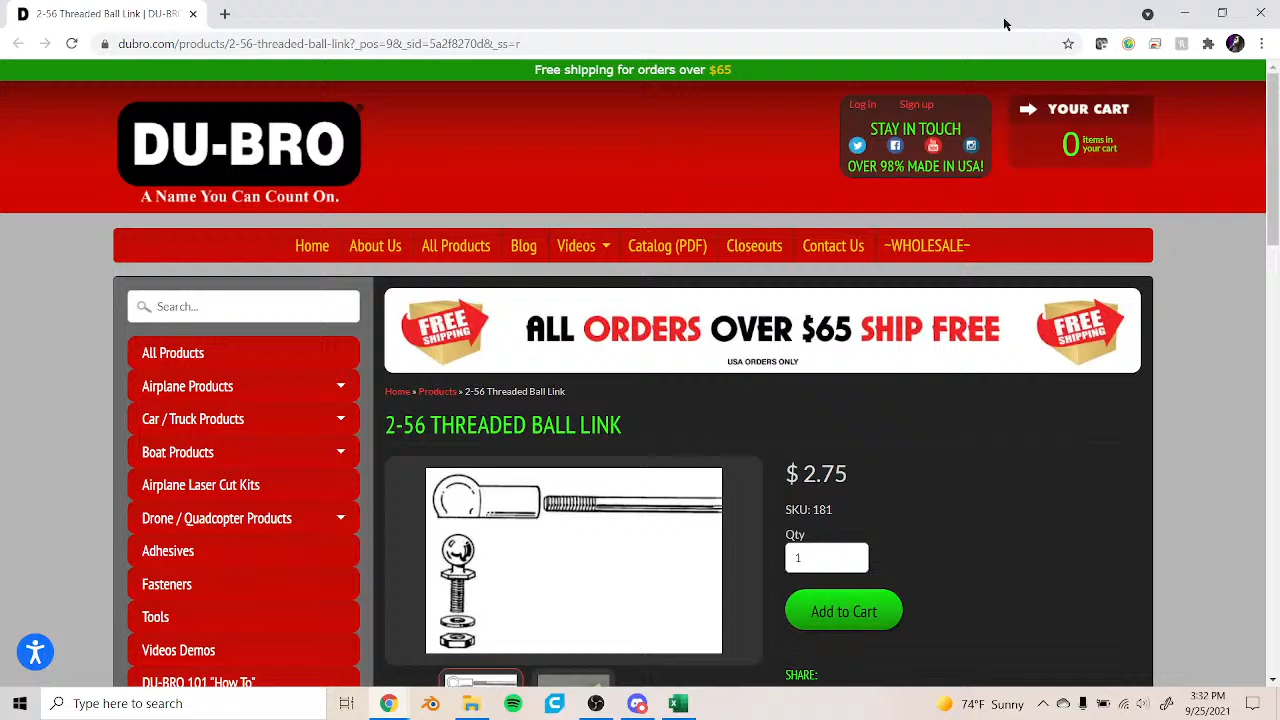 D 2-56 Threaded Ball Link | DU-BRO
dubro.com/products/2-56-threaded-ball-link?_pos=9&_sid=5a2f82703&_ss=r
Free shipping for orders over $65
DU-BRO
A Name You Can Count On.
Log in Sign up
STAY IN TOUCH
OVER 98% MADE IN USA!
YOUR CART
0 items in your cart
Home About Us All Products Blog Videos Catalog (PDF) Closeouts Contact Us ~WHOLESALE~
Search...
All Products
Airplane Products
Car / Truck Products
Boat Products
Airplane Laser Cut Kits
Drone / Quadcopter Products
Adhesives
Fasteners
Tools
Videos Demos
DU-BRO 101 "How To"
FREE SHIPPING
ALL ORDERS OVER $65 SHIP FREE
USA ORDERS ONLY
FREE SHIPPING
Home » Products » 2-56 Threaded Ball Link
2-56 THREADED BALL LINK
$ 2.75
SKU: 181
Qty
1
Add to Cart
SHARE:
Type here to search
74°F Sunny
3:32 PM
9/25/2021